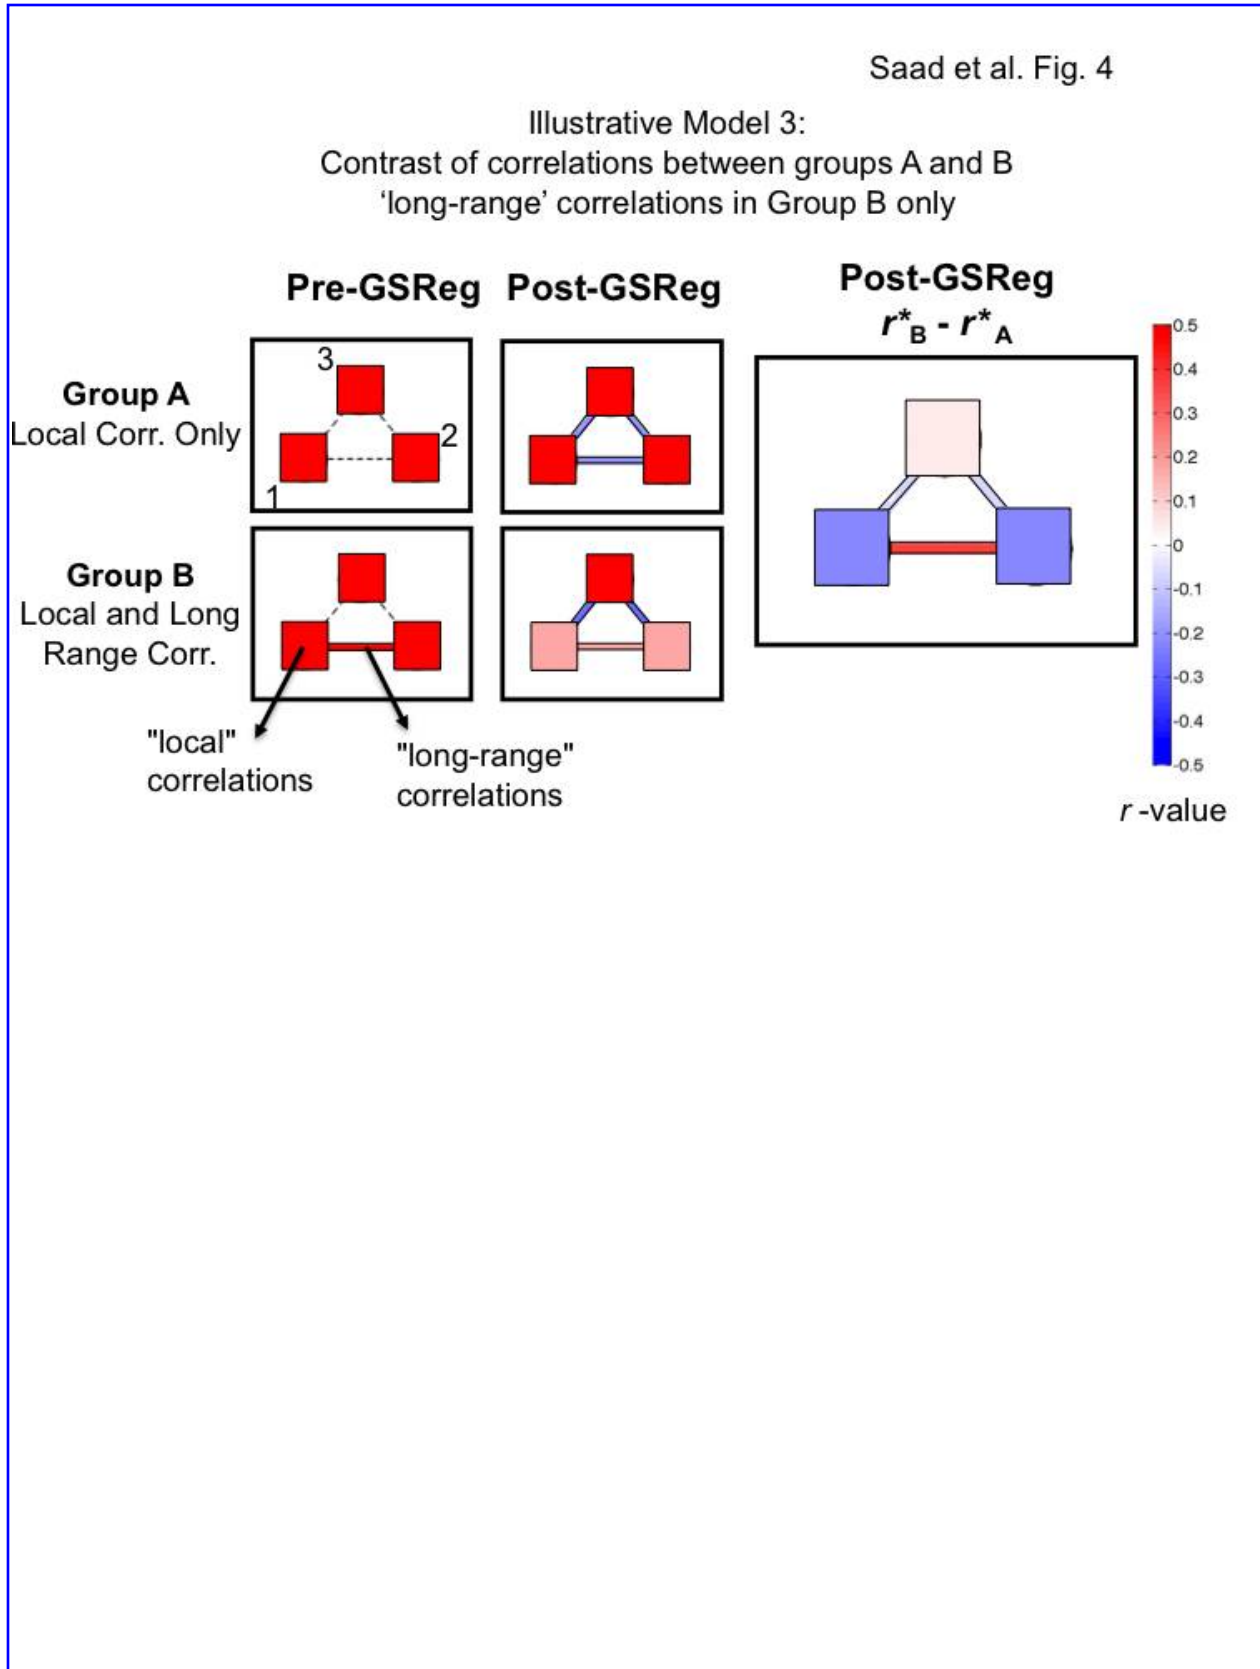 Saad et al. Fig. 4
Illustrative Model 3:
Contrast of correlations between groups A and B
‘long-range’ correlations in Group B only
Pre-GSReg
Post-GSReg
Post-GSReg
r*B - r*A
Group A
Local Corr. Only
3
2
1
Group B
Local and Long
Range Corr.
"local"
correlations
"long-range"
correlations
0.5
0.4
0.3
0.2
0.1
0
-0.1
-0.2
-0.3
-0.4
-0.5
r -value